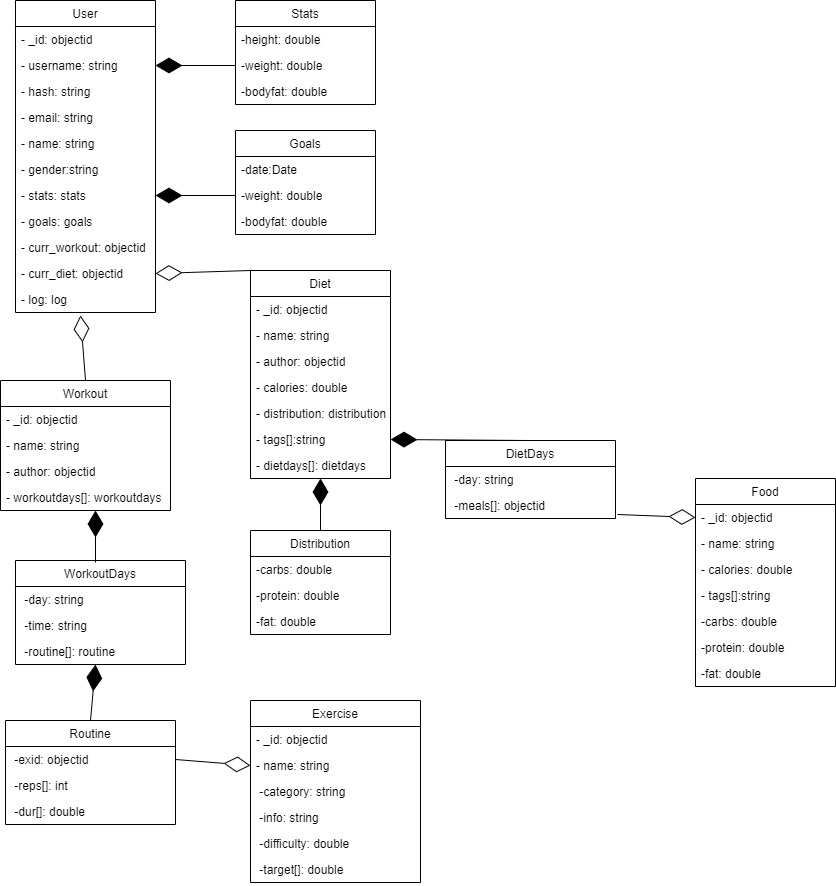 User
- _id: objectid
- username: string
- hash: string
- email: string
- name: string
- gender:string
- stats: stats
- goals: goals
- curr_workout: objectid
- curr_diet: objectid
- log: log
Stats
-height: double
-weight: double
-bodyfat: double
Goals
-date:Date
-weight: double
-bodyfat: double
Diet
- _id: objectid
- name: string
- author: objectid
- calories: double
- distribution: distribution
- tags[]:string
- dietdays[]: dietdays
Workout
- _id: objectid
- name: string
- author: objectid
- workoutdays[]: workoutdays
DietDays
-day: string
-meals[]: objectid
Food
- _id: objectid
- name: string
- calories: double
- tags[]:string
-carbs: double
-protein: double
-fat: double
Distribution
-carbs: double
-protein: double
-fat: double
WorkoutDays
-day: string
-time: string
-routine[]: routine
Routine
-exid: objectid
-reps[]: int
-dur[]: double
Exercise
- _id: objectid
- name: string
-category: string
-info: string
-difficulty: double
-target[]: double